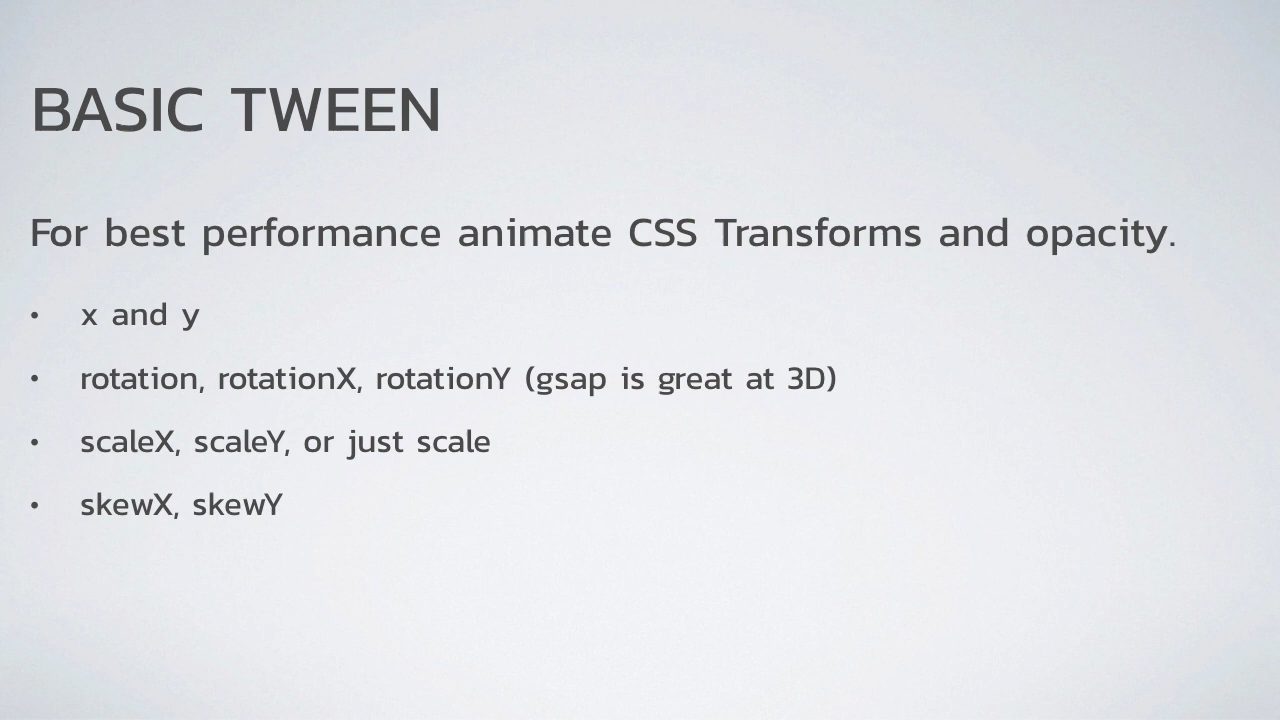 BASIC TWEEN
For best performance animate CSS Transforms and opacity.
• x and y
• rotation, rotationX, rotationY (gsap is great at 3D)
• scaleX, scaleY, or just scale
• skewX, skewY